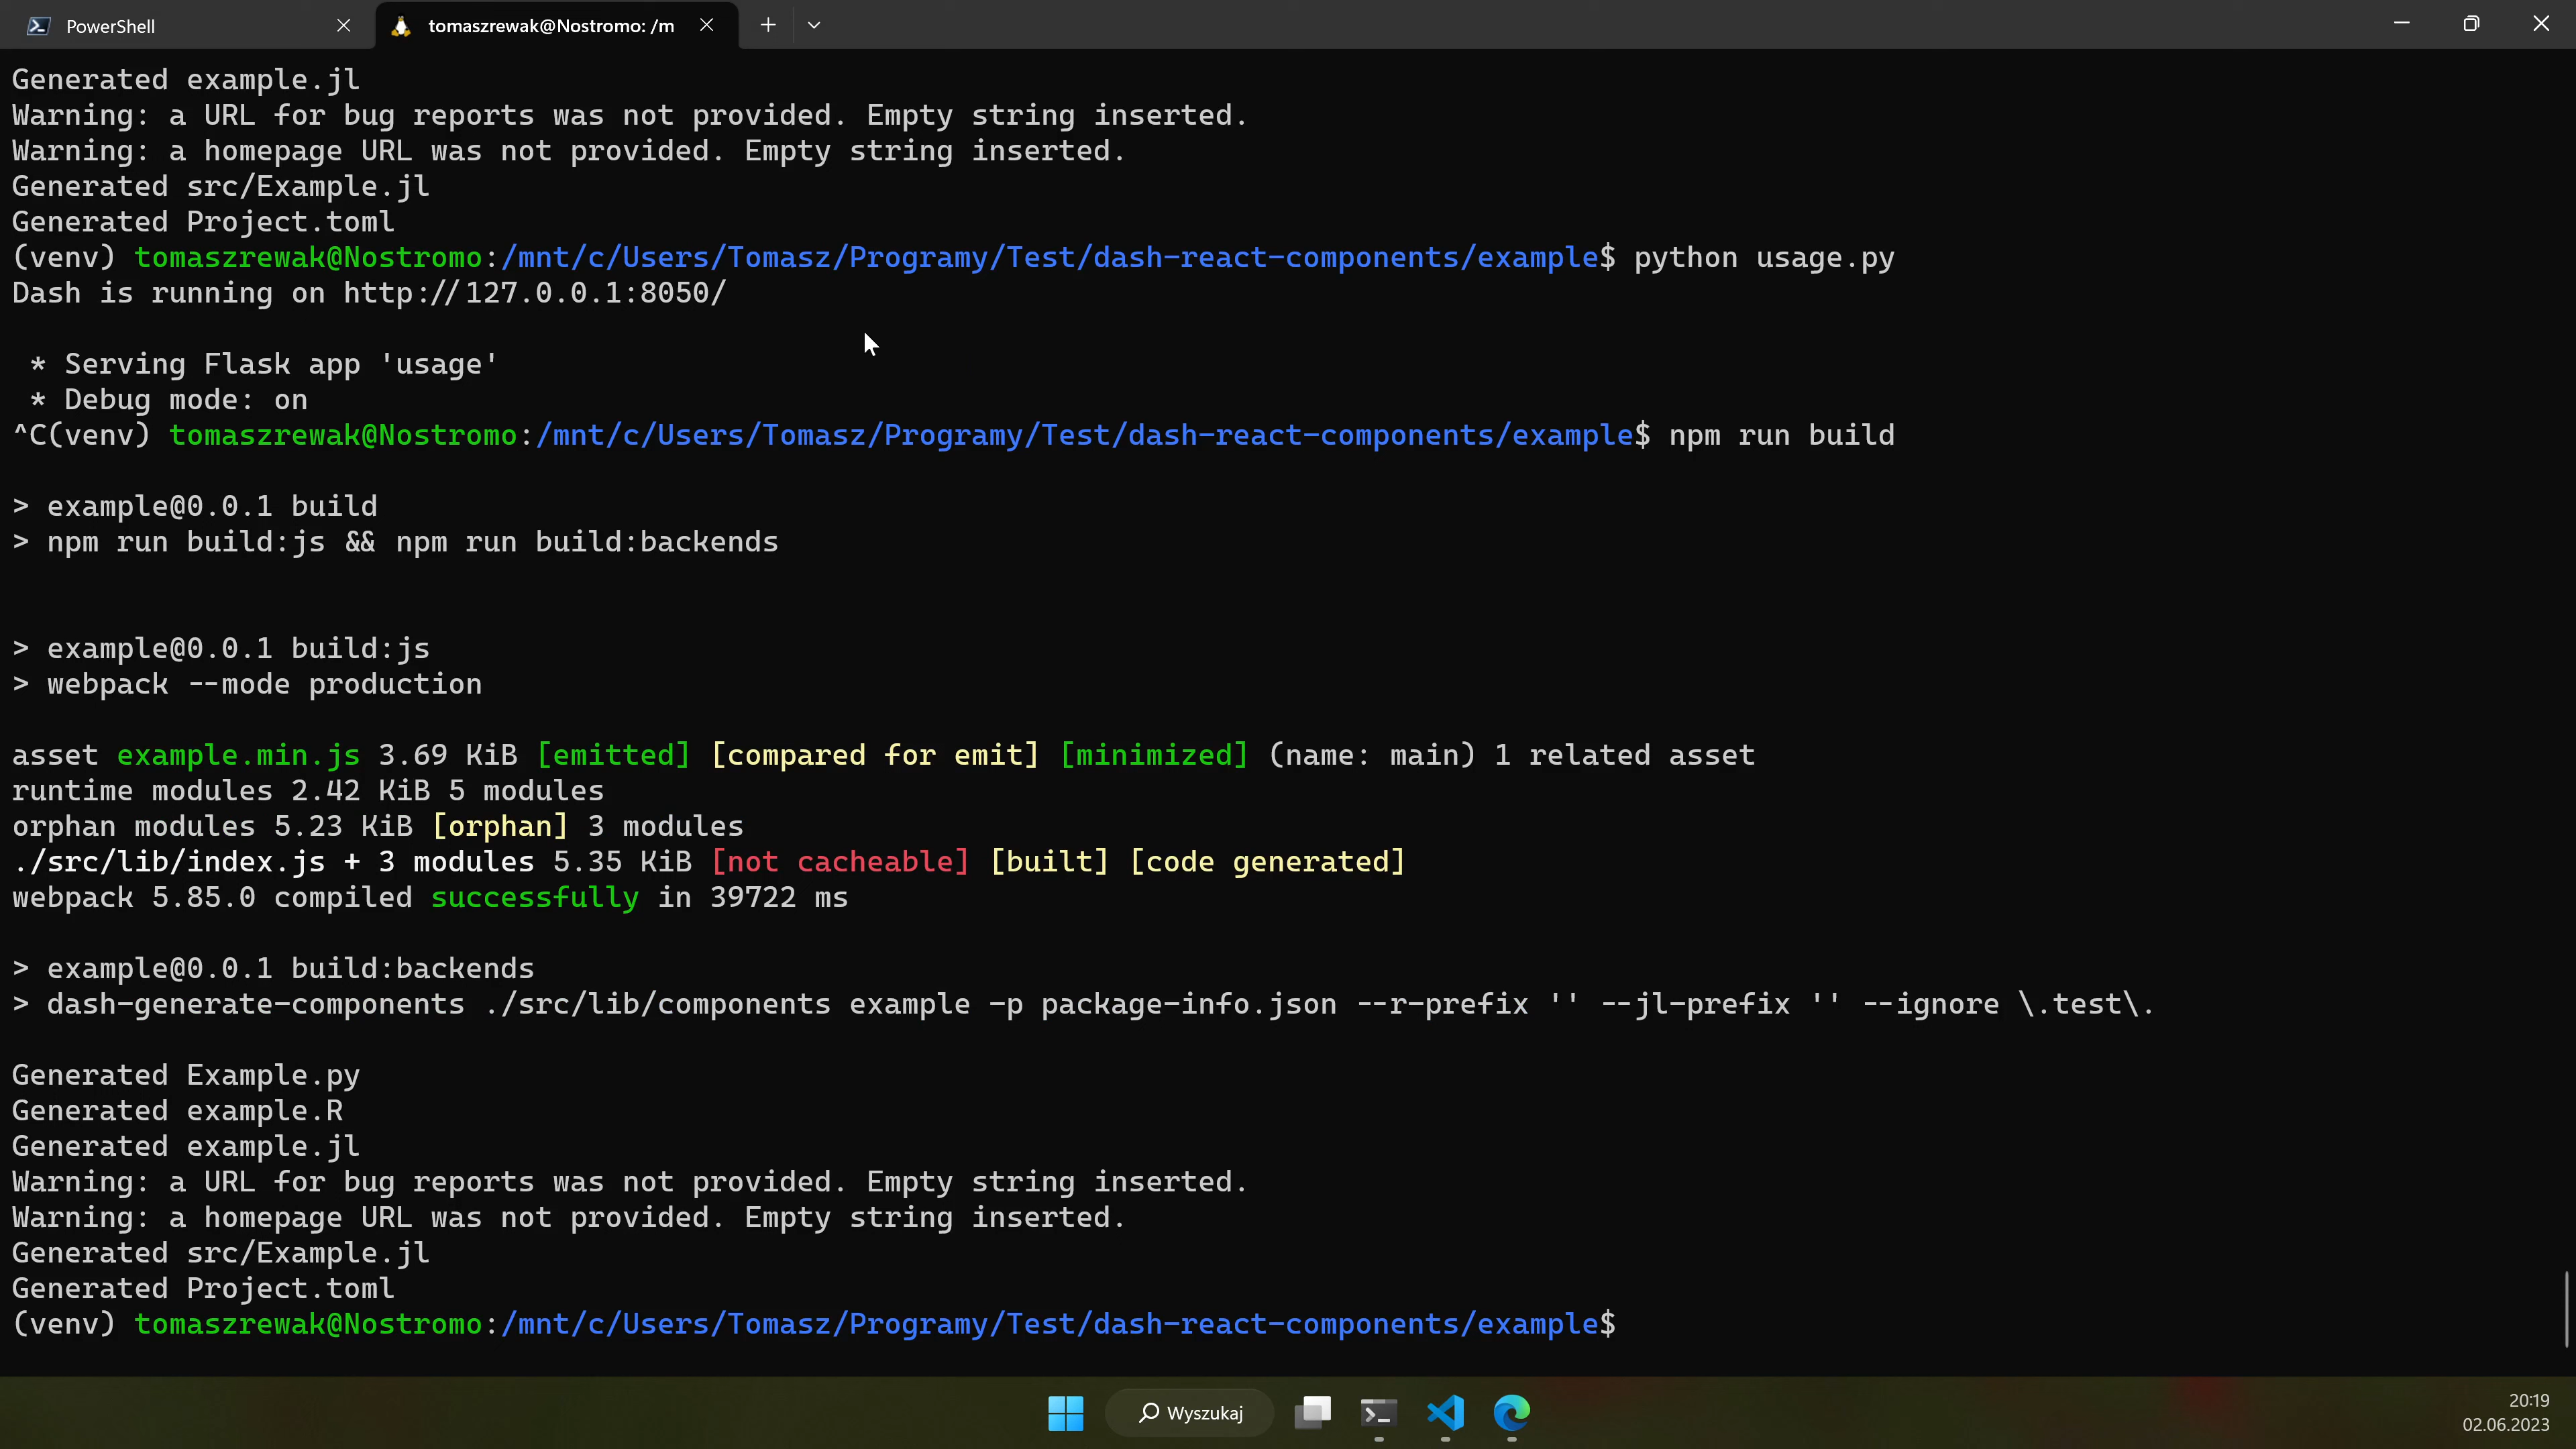 PowerShell
tomaszrewak@Nostromo: /m
Generated example.jl
Warning: a URL for bug reports was not provided. Empty string inserted.
Warning: a homepage URL was not provided. Empty string inserted.
Generated src/Example.jl
Generated Project.toml
(venv) tomaszrewak@Nostromo:/mnt/c/Users/Tomasz/Programy/Test/dash-react-components/example$ python usage.py
Dash is running on http://127.0.0.1:8050/
* Serving Flask app 'usage'
* Debug mode: on
^C(venv) tomaszrewak@Nostromo:/mnt/c/Users/Tomasz/Programy/Test/dash-react-components/example$ npm run build
> example@0.0.1 build
> npm run build:js && npm run build:backends
> example@0.0.1 build:js
> webpack --mode production
asset example.min.js 3.69 KiB [emitted] [compared for emit] [minimized] (name: main) 1 related asset
runtime modules 2.42 KiB 5 modules
orphan modules 5.23 KiB [orphan] 3 modules
./src/lib/index.js + 3 modules 5.35 KiB [not cacheable] [built] [code generated]
webpack 5.85.0 compiled successfully in 39722 ms
> example@0.0.1 build:backends
> dash-generate-components ./src/lib/components example -p package-info.json --r-prefix '' --jl-prefix '' --ignore \.test\.
Generated Example.py
Generated example.R
Generated example.jl
Warning: a URL for bug reports was not provided. Empty string inserted.
Warning: a homepage URL was not provided. Empty string inserted.
Generated src/Example.jl
Generated Project.toml
(venv) tomaszrewak@Nostromo:/mnt/c/Users/Tomasz/Programy/Test/dash-react-components/example$
Wyszukaj
20:19
02.06.2023